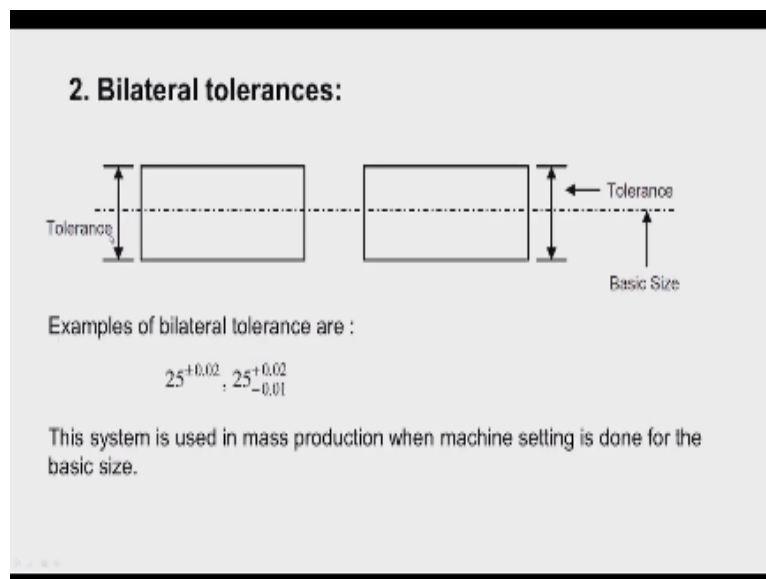 2. Bilateral tolerances:
Tolerance
Tolerance
Basic Size
Examples of bilateral tolerance are :
25±0.02, 25+0.02
−0.01
This system is used in mass production when machine setting is done for the
basic size.